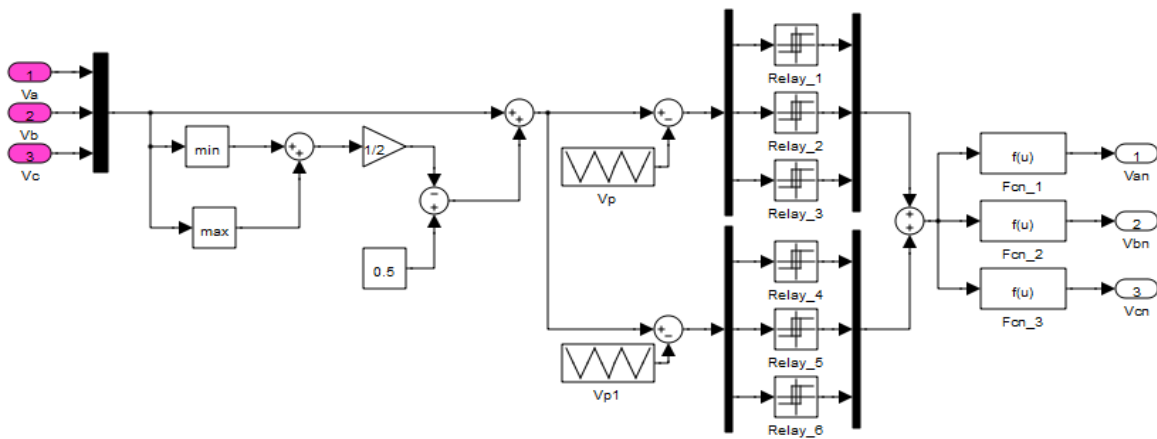 1
Va
2
Vb
3
Vc
min
max
+
+
1/2
−
+
0.5
+
+
+
−
Vp
+
−
Vp1
Relay_1
Relay_2
Relay_3
Relay_4
Relay_5
Relay_6
+
+
f(u)
Fcn_1
f(u)
Fcn_2
f(u)
Fcn_3
1
Van
2
Vbn
3
Vcn